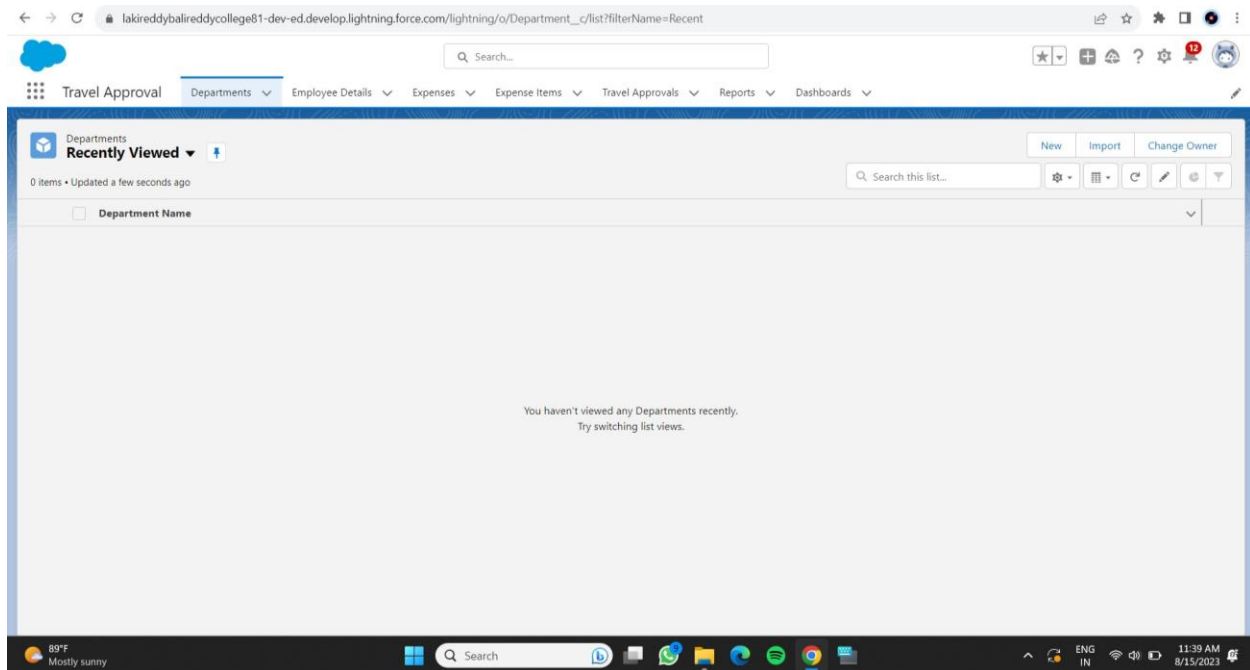 lakireddybalireddycollege81-dev-ed.develop.lightning.force.com/lightning/o/Department__c/list?filterName=Recent
Search...
12
Travel Approval Departments Employee Details Expenses Expense Items Travel Approvals Reports Dashboards
Departments
Recently Viewed
New Import Change Owner
0 items • Updated a few seconds ago
Search this list...
Department Name
You haven't viewed any Departments recently.
Try switching list views.
89°F
Mostly sunny
Search
ENG
IN
11:39 AM
8/15/2023